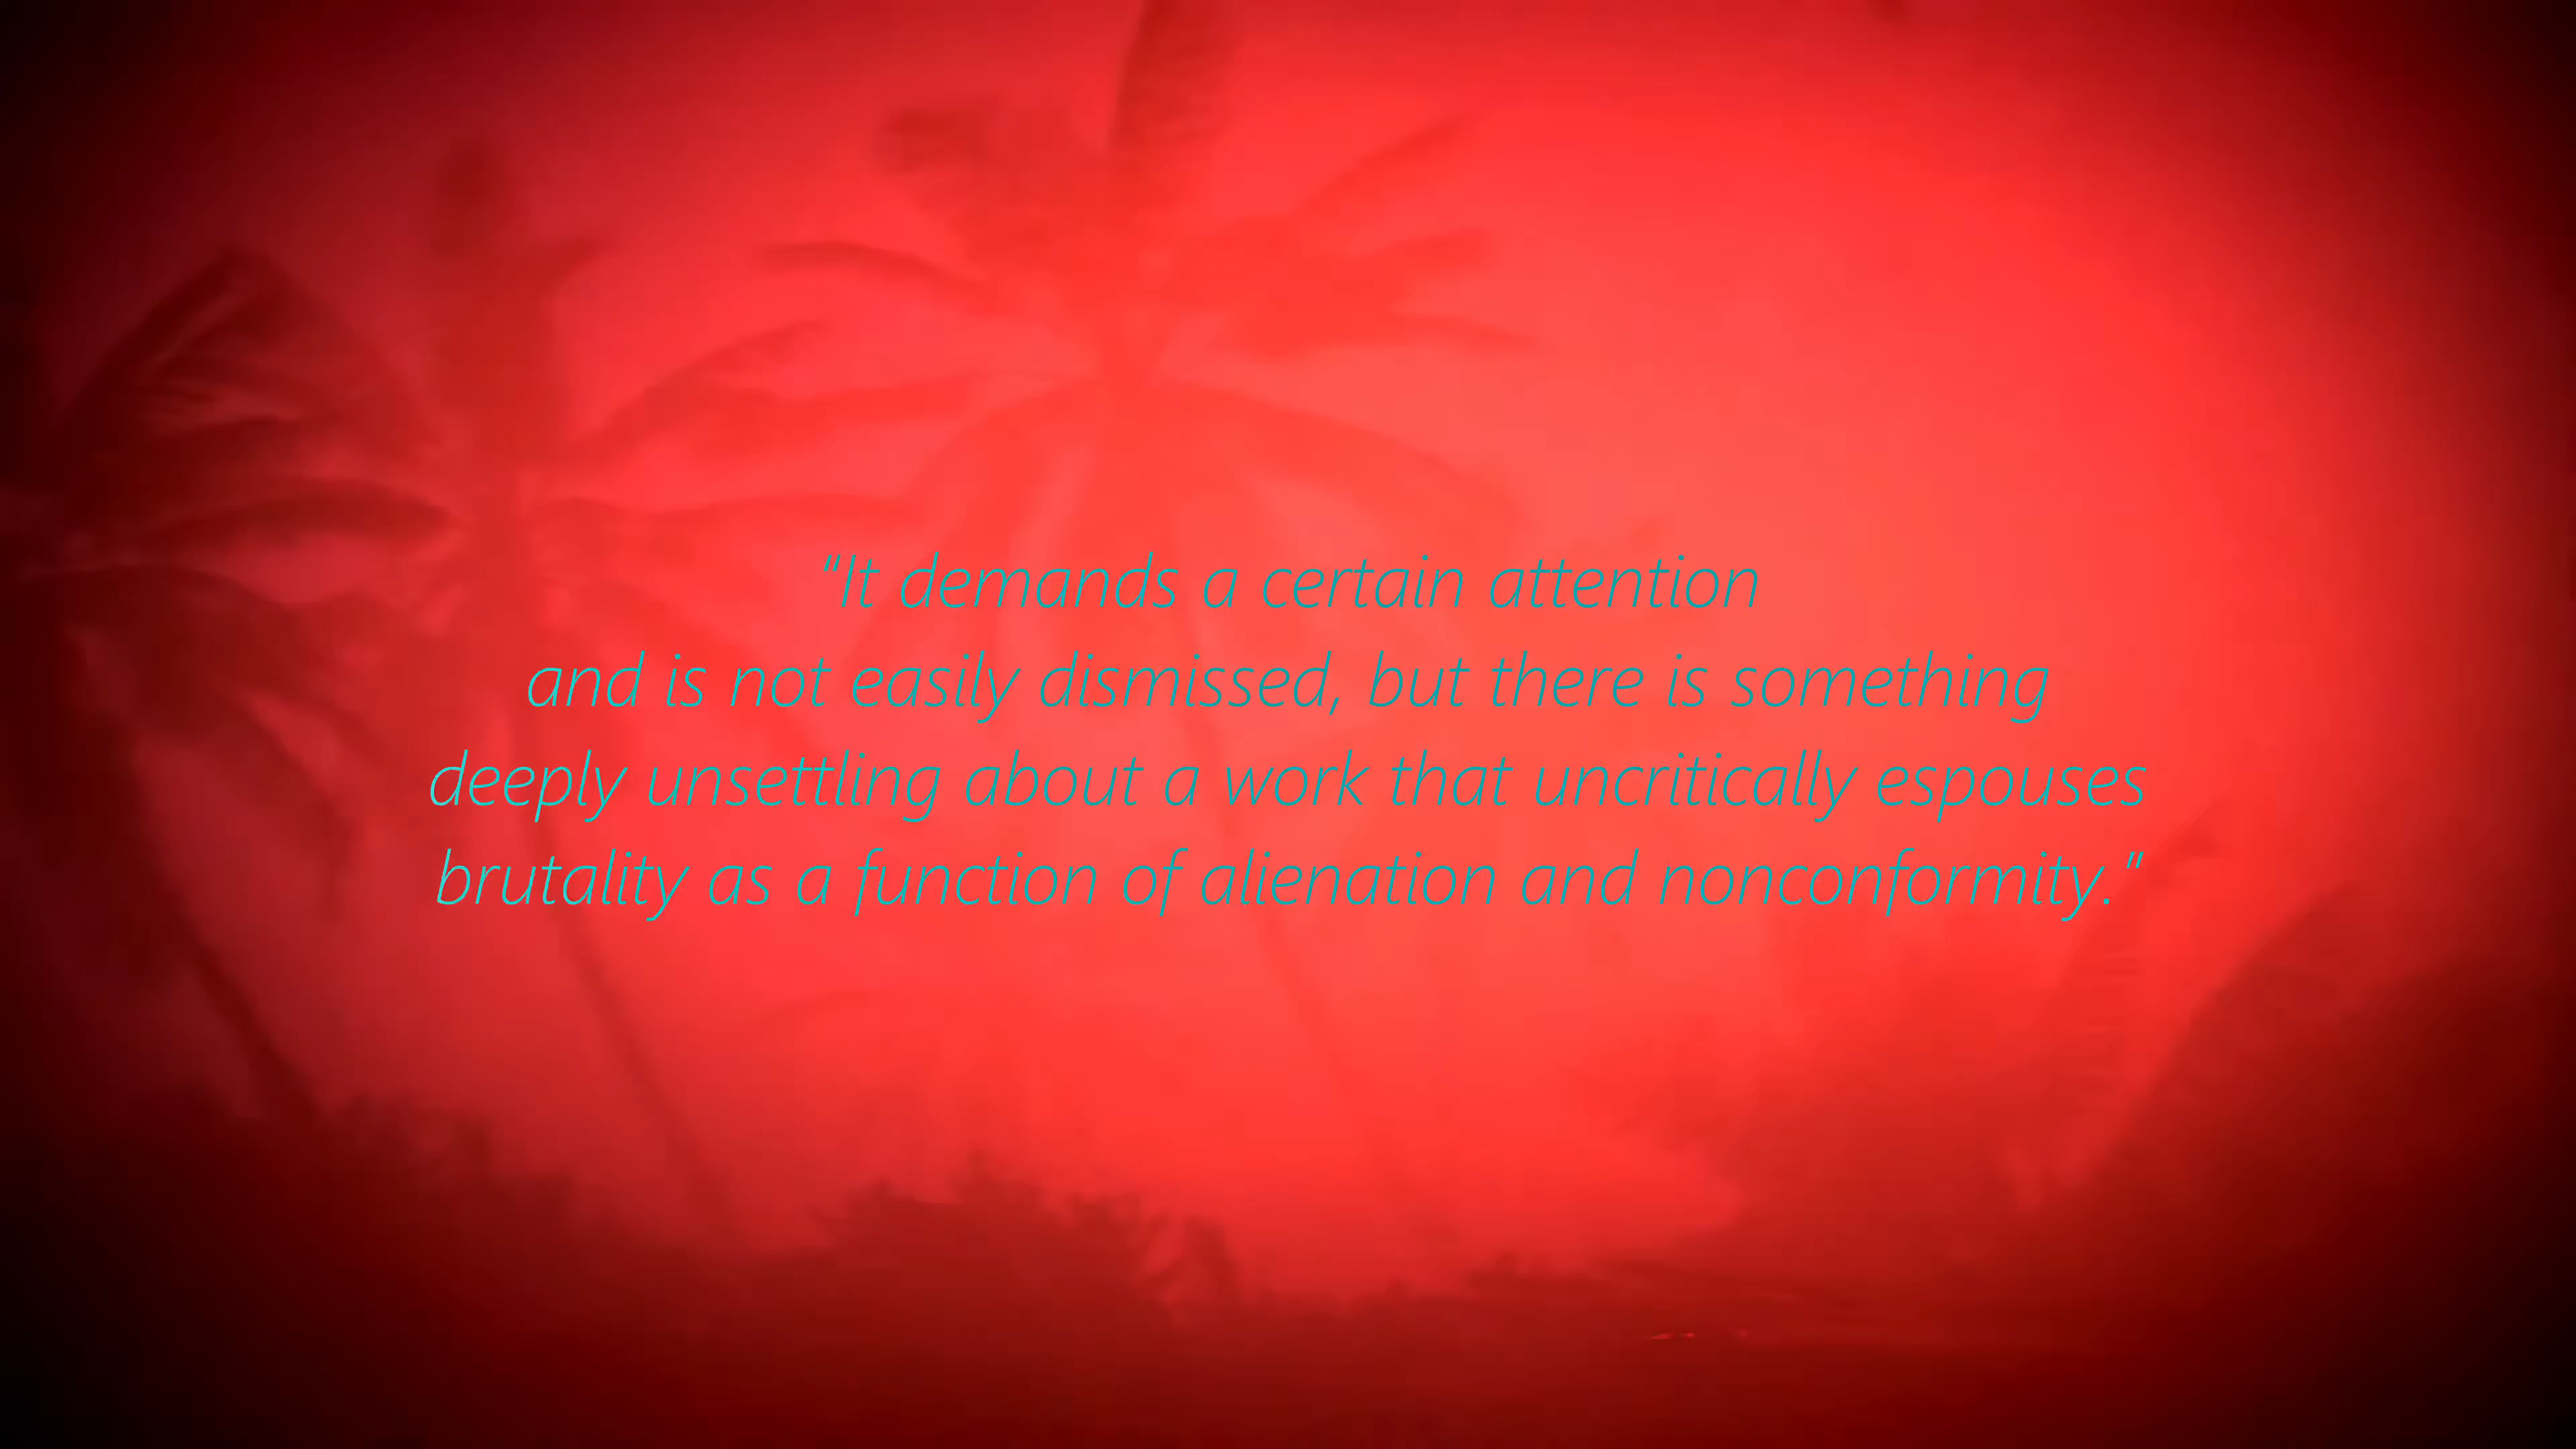 “It demands a certain attention
and is not easily dismissed, but there is something
deeply unsettling about a work that uncritically espouses
brutality as a function of alienation and nonconformity.”